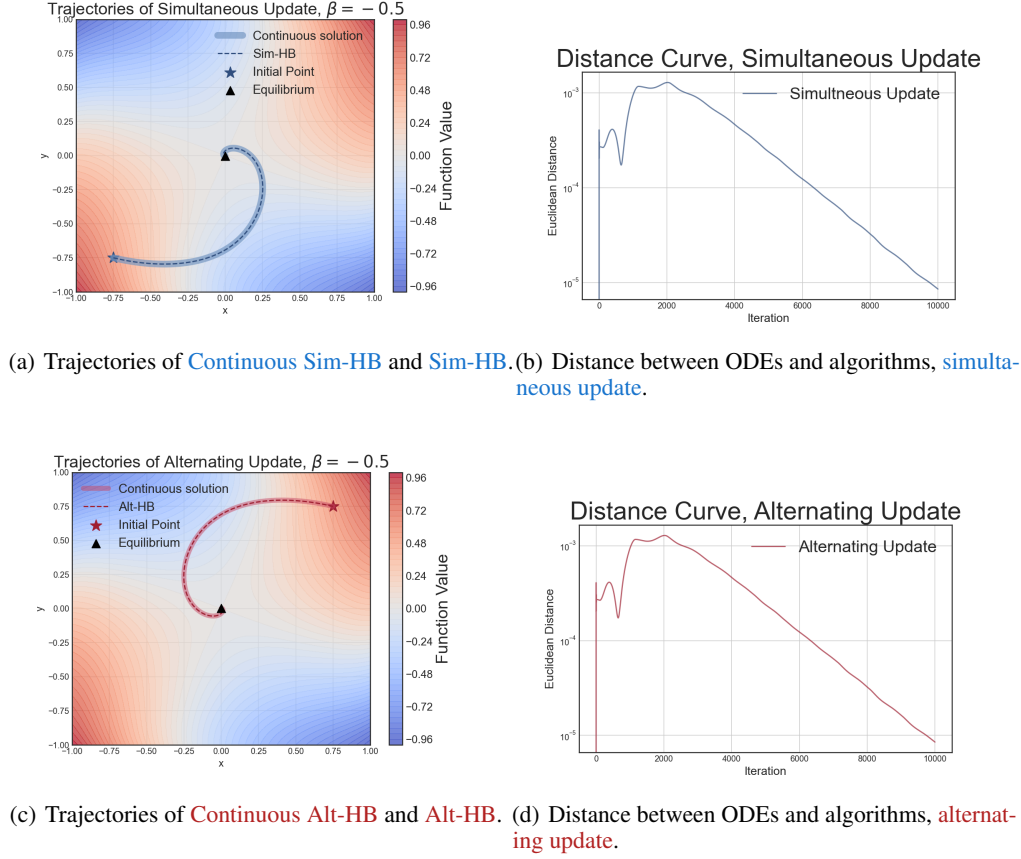 Trajectories of Simultaneous Update, β = −0.5
1.00
0.75
0.50
0.25
0.00
−0.25
−0.50
−0.75
−1.00
y
Continuous solution
Sim-HB
Initial Point
Equilibrium
−1.00 −0.75 −0.50 −0.25 0.00 0.25 0.50 0.75 1.00
x
0.96
0.72
0.48
0.24
0.00
−0.24
−0.48
−0.72
−0.96
Function Value
Distance Curve, Simultaneous Update
Simultneous Update
10⁻³
10⁻⁴
10⁻⁵
Euclidean Distance
0 2000 4000 6000 8000 10000
Iteration
(a) Trajectories of Continuous Sim-HB and Sim-HB.
(b) Distance between ODEs and algorithms, simulta-
neous update.
Trajectories of Alternating Update, β = −0.5
1.00
0.75
0.50
0.25
0.00
−0.25
−0.50
−0.75
−1.00
y
Continuous solution
Alt-HB
Initial Point
Equilibrium
−1.00 −0.75 −0.50 −0.25 0.00 0.25 0.50 0.75 1.00
x
0.96
0.72
0.48
0.24
0.00
−0.24
−0.48
−0.72
−0.96
Function Value
Distance Curve, Alternating Update
Alternating Update
10⁻³
10⁻⁴
10⁻⁵
Euclidean Distance
0 2000 4000 6000 8000 10000
Iteration
(c) Trajectories of Continuous Alt-HB and Alt-HB.
(d) Distance between ODEs and algorithms, alternat-
ing update.